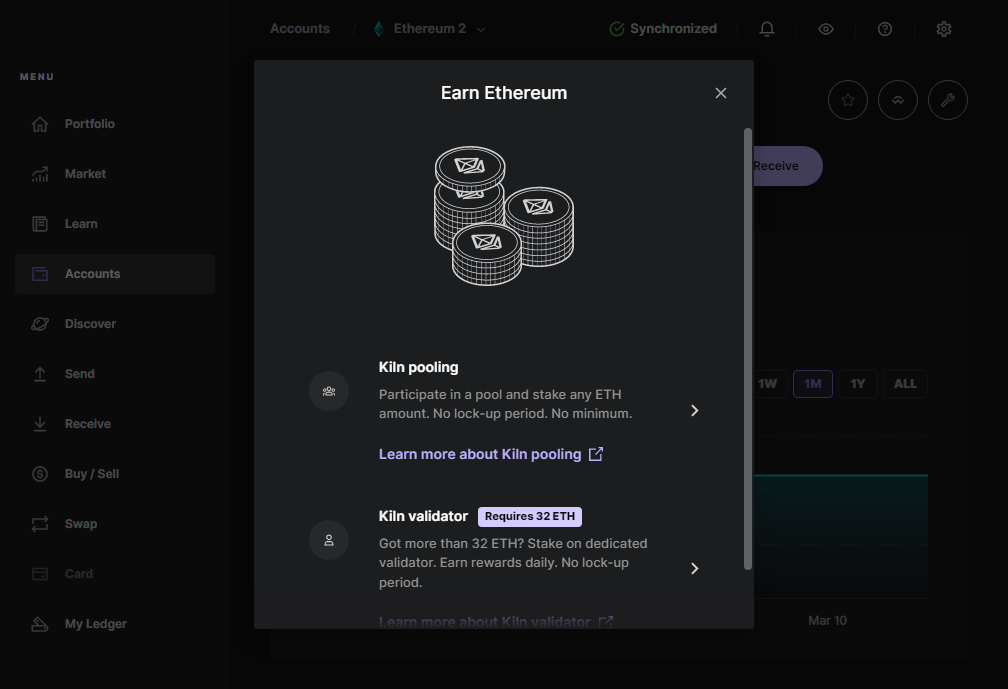 Accounts / Ethereum 2
Synchronized
MENU
Portfolio
Market
Learn
Accounts
Discover
Send
Receive
Buy / Sell
Swap
Card
My Ledger
Earn Ethereum
Kiln pooling
Participate in a pool and stake any ETH
amount. No lock-up period. No minimum.
Learn more about Kiln pooling
Kiln validator Requires 32 ETH
Got more than 32 ETH? Stake on dedicated
validator. Earn rewards daily. No lock-up
period.
Learn more about Kiln validator
Receive
1W 1M 1Y ALL
Mar 10